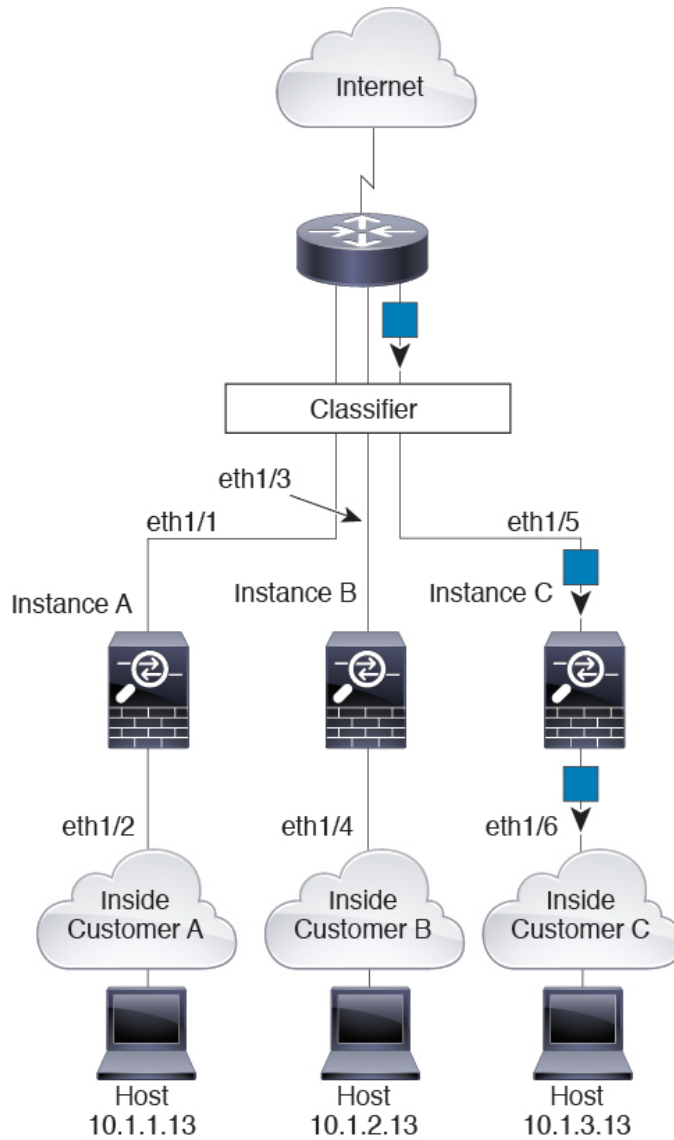 Internet
Classifier
eth1/3
eth1/1
eth1/5
Instance A
Instance B
Instance C
eth1/2
eth1/4
eth1/6
Inside
Customer A
Inside
Customer B
Inside
Customer C
Host
10.1.1.13
Host
10.1.2.13
Host
10.1.3.13